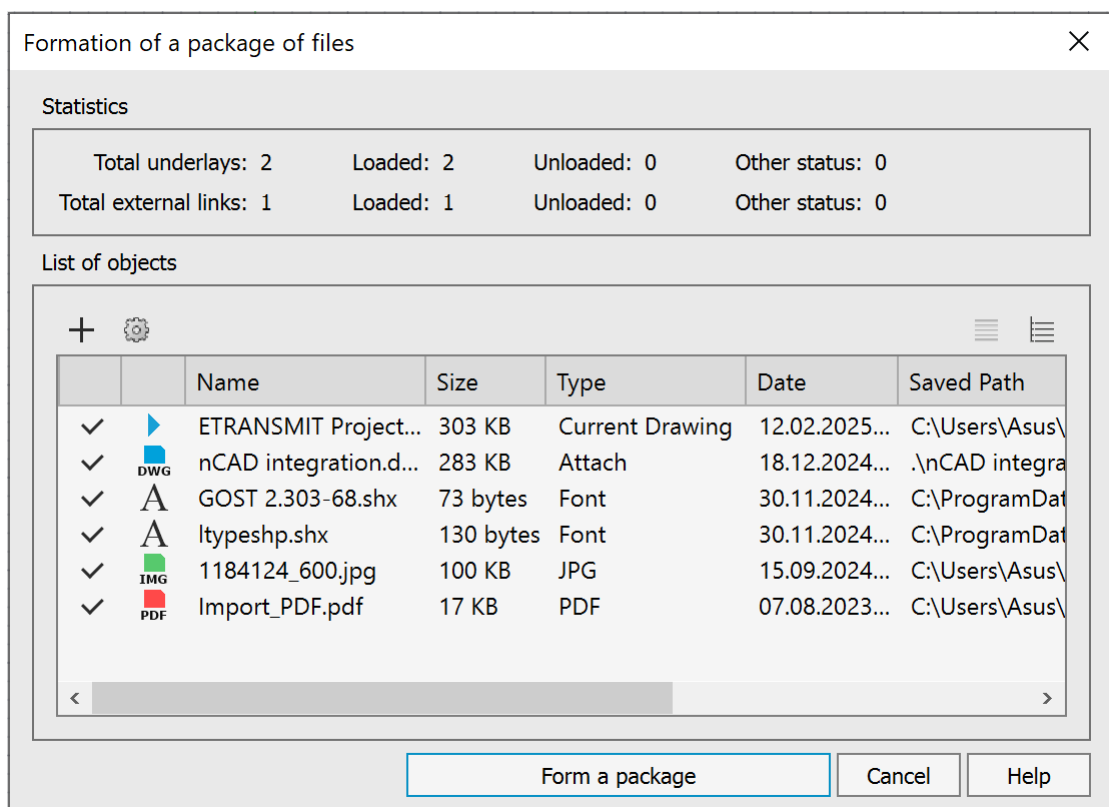 Formation of a package of files
Statistics
Total underlays: 2 Loaded: 2 Unloaded: 0 Other status: 0
Total external links: 1 Loaded: 1 Unloaded: 0 Other status: 0
List of objects
Name Size Type Date Saved Path
ETRANSMIT Project... 303 KB Current Drawing 12.02.2025... C:\Users\Asus\
DWG nCAD integration.d... 283 KB Attach 18.12.2024... .\nCAD integra
A GOST 2.303-68.shx 73 bytes Font 30.11.2024... C:\ProgramDat
A ltypeshp.shx 130 bytes Font 30.11.2024... C:\ProgramDat
IMG 1184124_600.jpg 100 KB JPG 15.09.2024... C:\Users\Asus\
PDF Import_PDF.pdf 17 KB PDF 07.08.2023... C:\Users\Asus\
Form a package Cancel Help